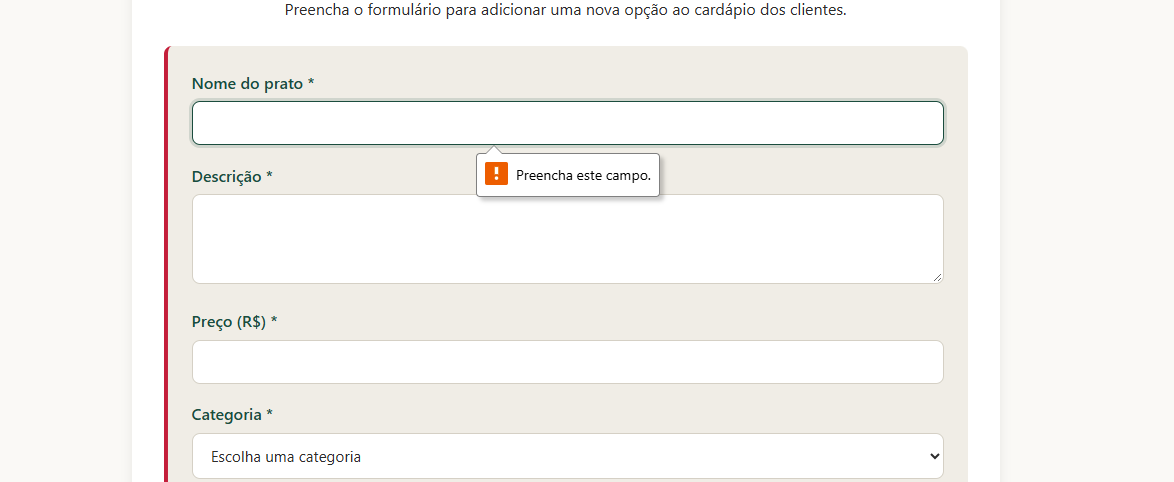 Preencha o formulário para adicionar uma nova opção ao cardápio dos clientes.
Nome do prato *
Preencha este campo.
Descrição *
Preço (R$) *
Categoria *
Escolha uma categoria